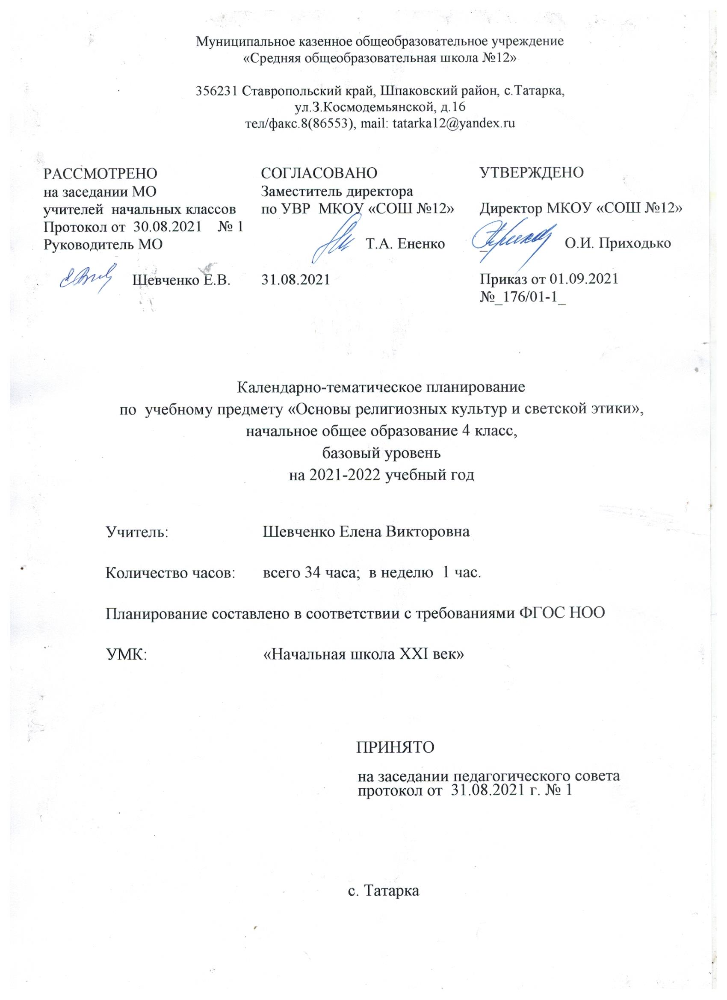 Муниципальное казенное общеобразовательное учреждение
«Средняя общеобразовательная школа №12»
356231 Ставропольский край, Шпаковский район, с.Татарка,
ул.З.Космодемьянской, д.16
тел/факс.8(86553), mail: tatarka12@yandex.ru
РАССМОТРЕНО
на заседании МО
учителей начальных классов
Протокол от 30.08.2021 № 1
Руководитель МО
Шевченко Е.В.
СОГЛАСОВАНО
Заместитель директора
по УВР МКОУ «СОШ №12»
Т.А. Ененко
31.08.2021
УТВЕРЖДЕНО
Директор МКОУ «СОШ №12»
О.И. Приходько
Приказ от 01.09.2021
№_176/01-1_
Календарно-тематическое планирование
по учебному предмету «Основы религиозных культур и светской этики»,
начальное общее образование 4 класс,
базовый уровень
на 2021-2022 учебный год
Учитель: Шевченко Елена Викторовна
Количество часов: всего 34 часа; в неделю 1 час.
Планирование составлено в соответствии с требованиями ФГОС НОО
УМК: «Начальная школа XXI век»
ПРИНЯТО
на заседании педагогического совета
протокол от 31.08.2021 г. № 1
с. Татарка